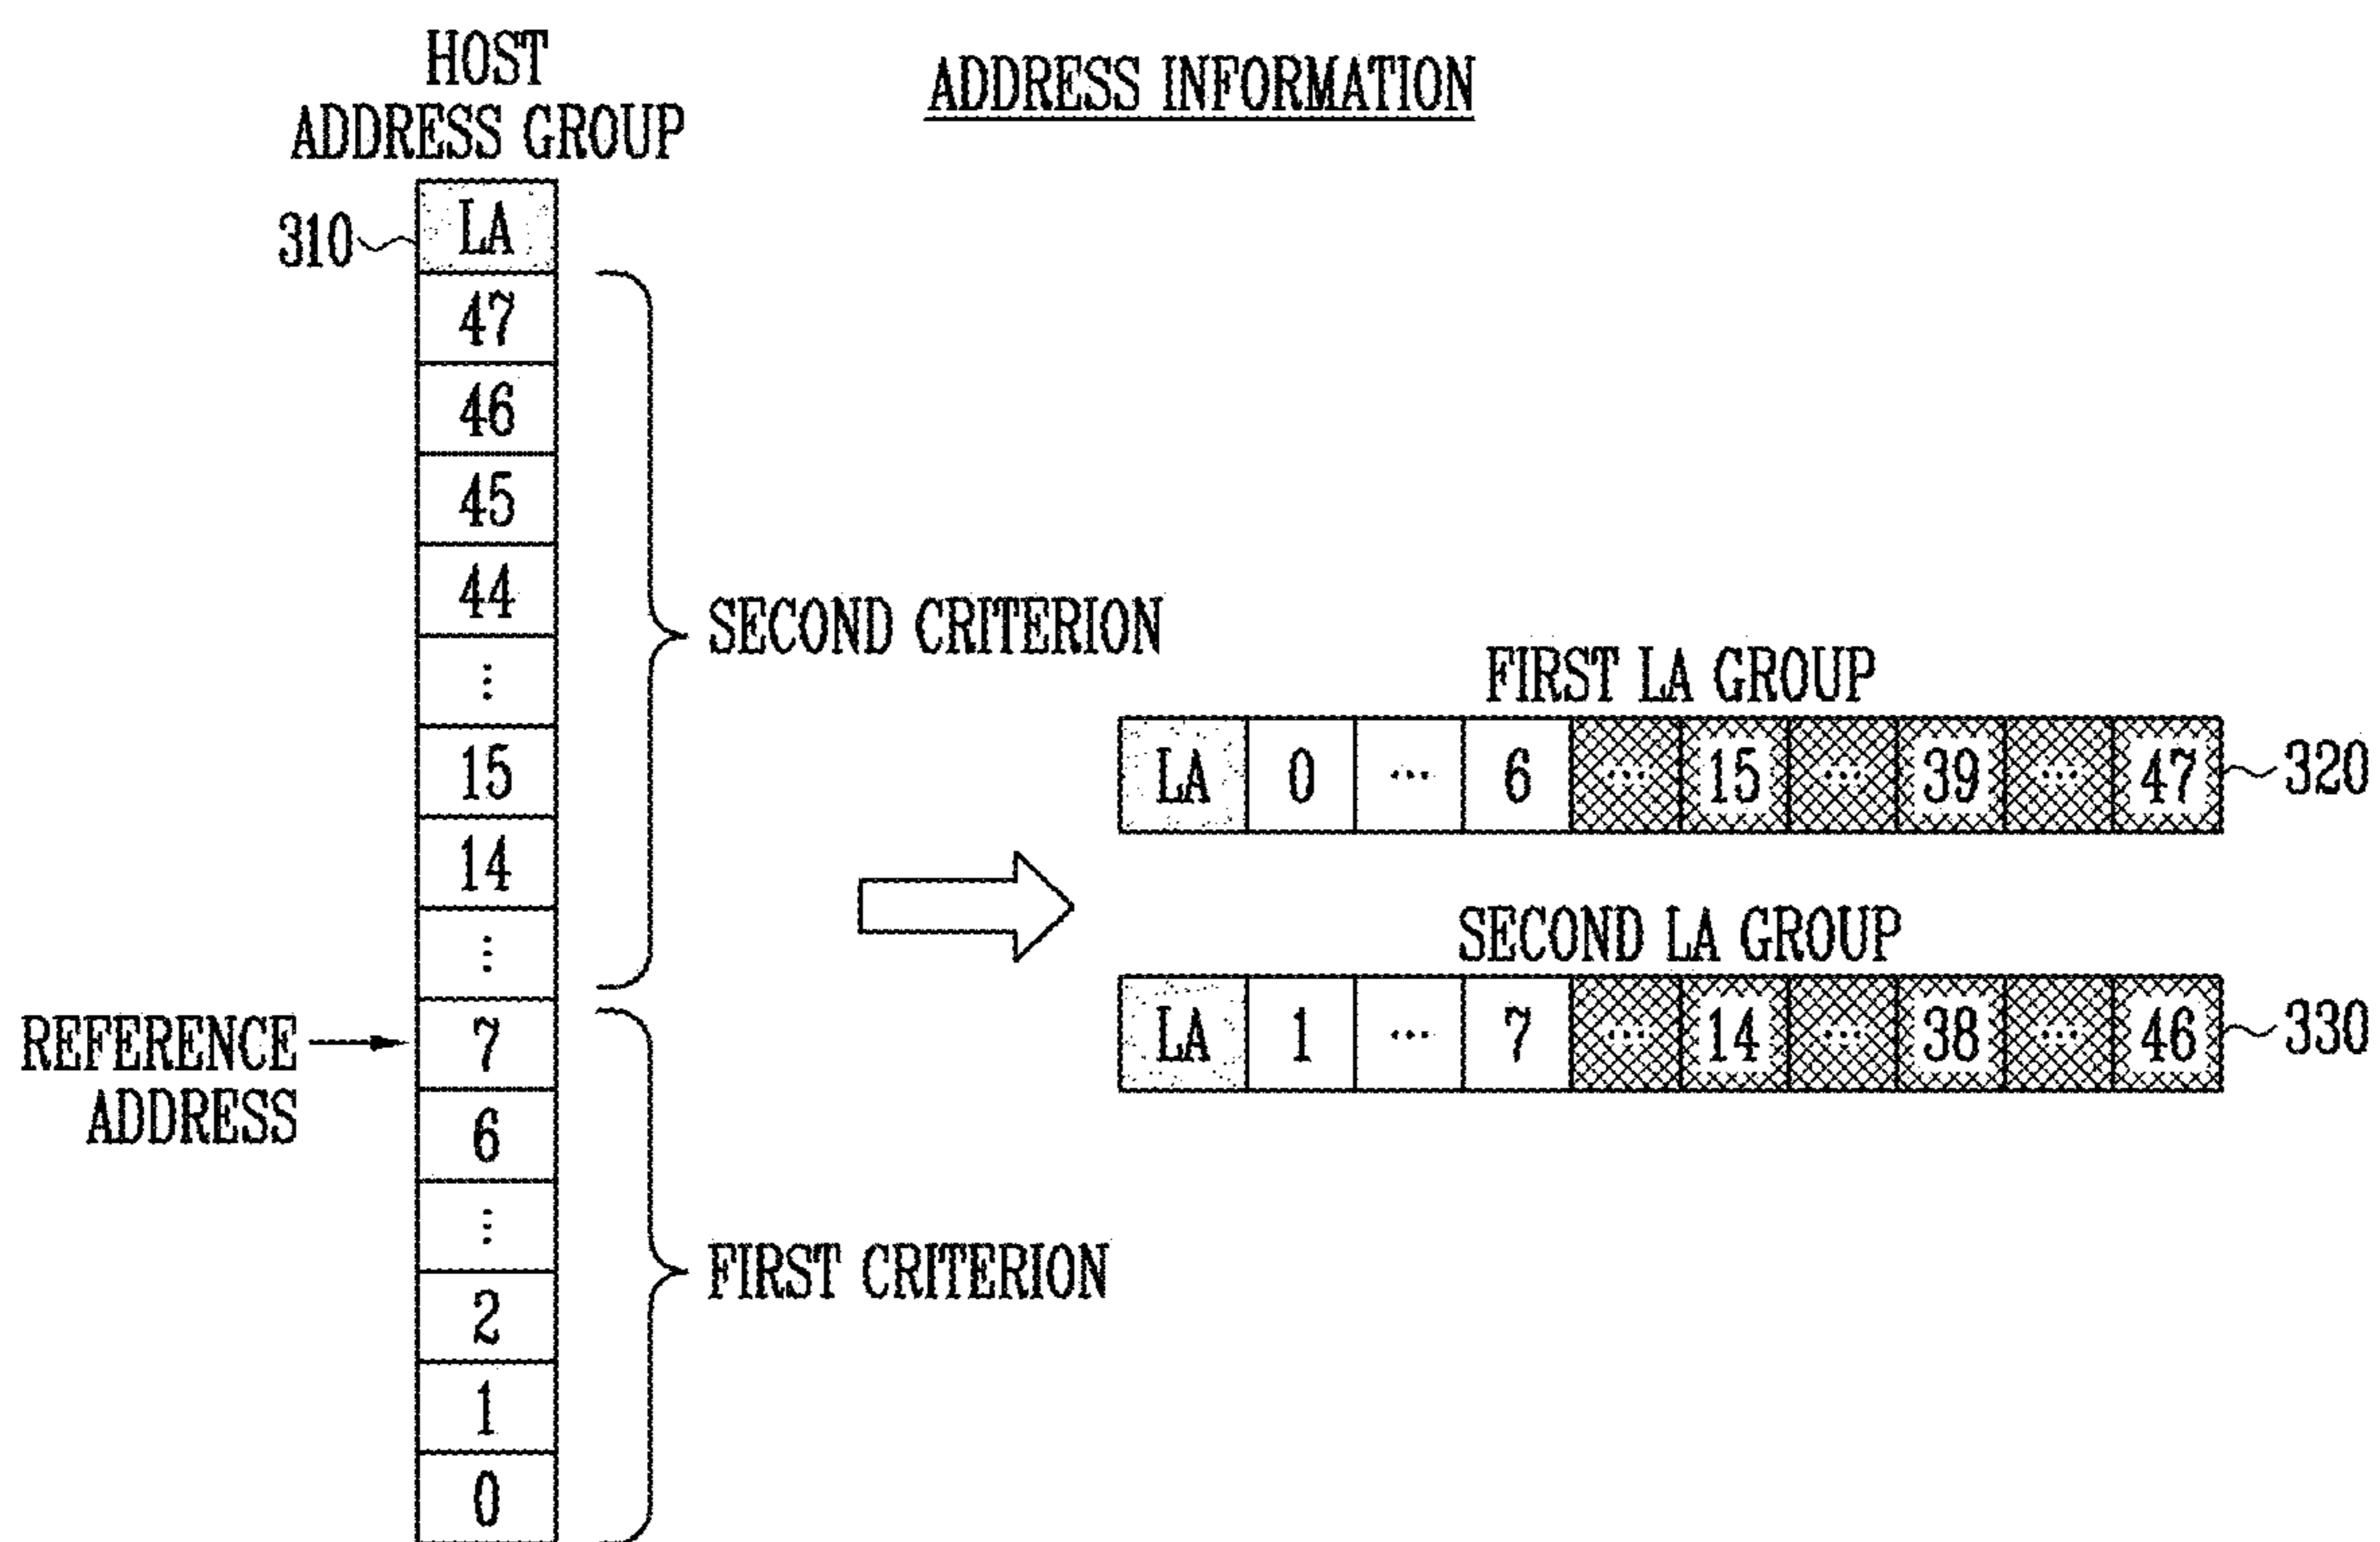 HOST
ADDRESS GROUP
ADDRESS INFORMATION
310
LA
47
46
45
44
⋮
15
14
⋮
7
6
⋮
2
1
0
SECOND CRITERION
FIRST CRITERION
REFERENCE
ADDRESS
FIRST LA GROUP
LA 0 ... 6 ... 15 ... 39 ... 47 320
SECOND LA GROUP
LA 1 ... 7 ... 14 ... 38 ... 46 330